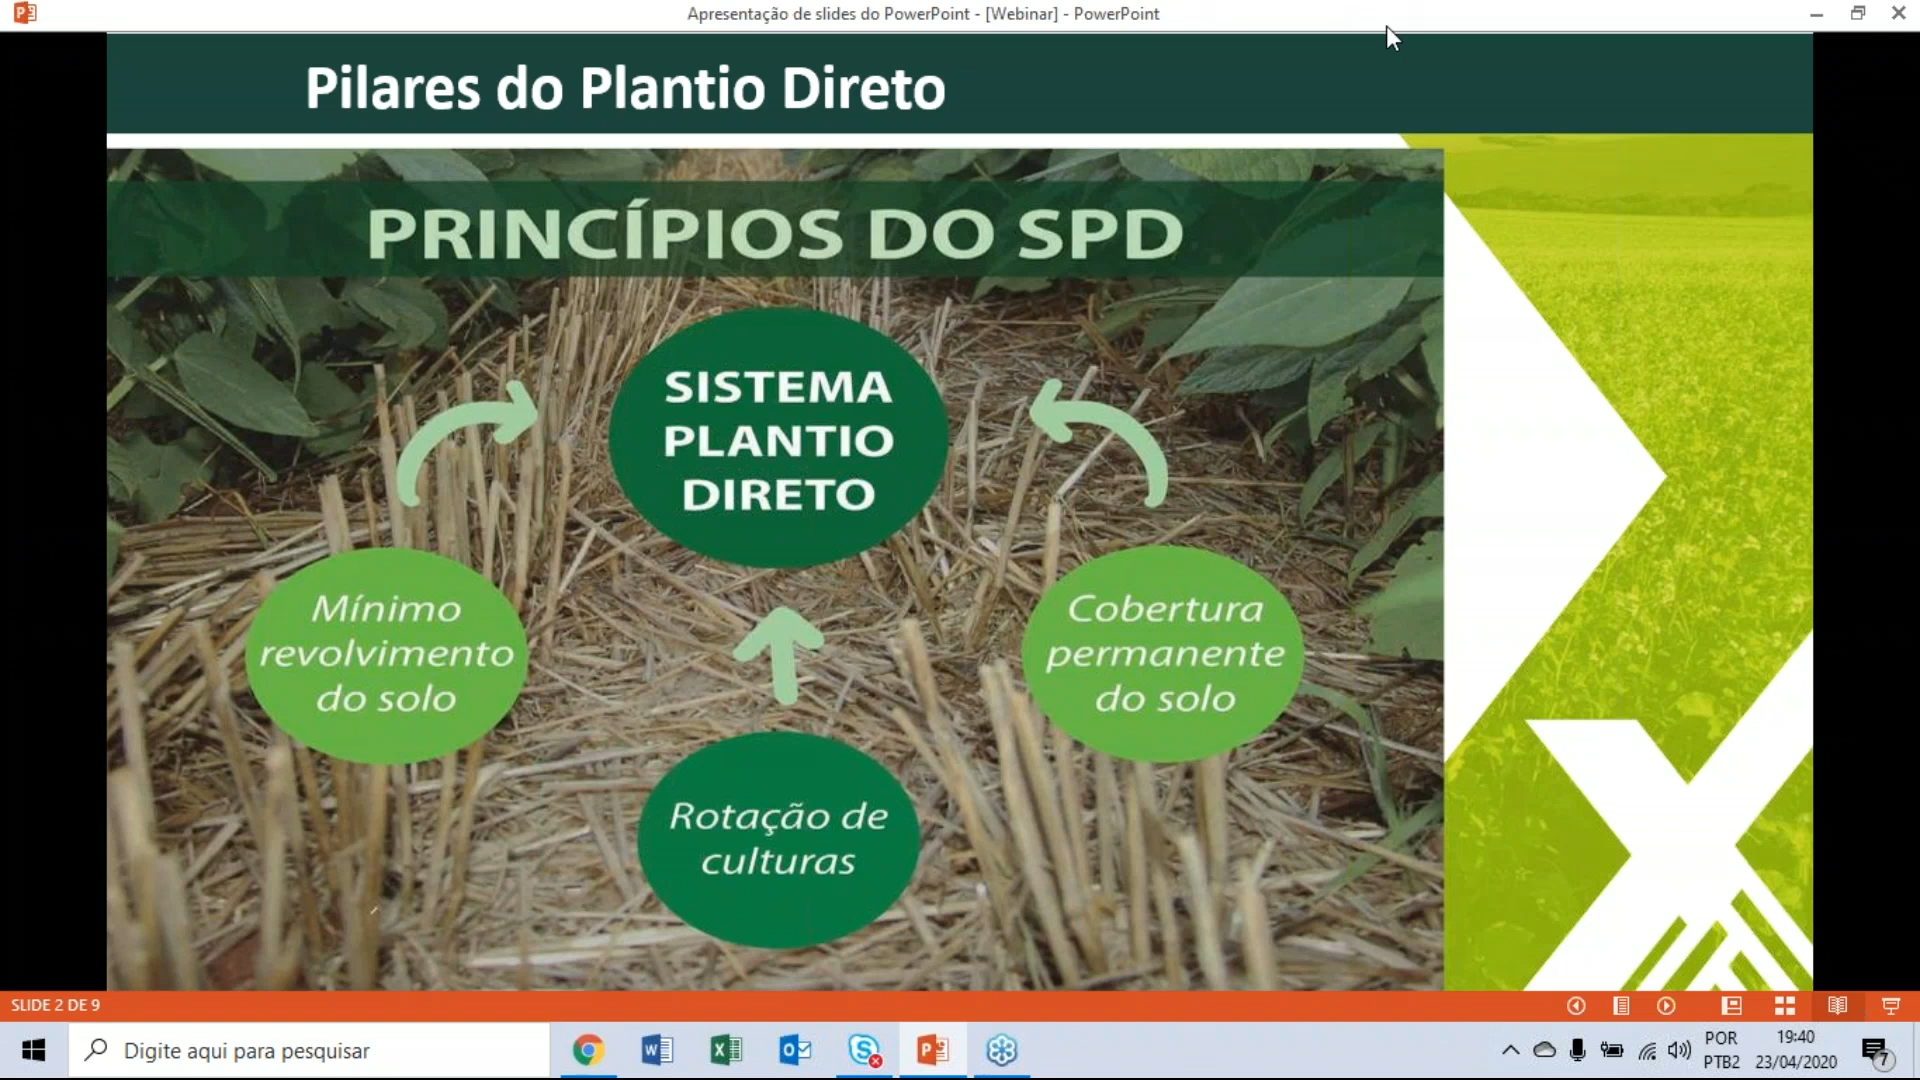 Apresentação de slides do PowerPoint - [Webinar] - PowerPoint
Pilares do Plantio Direto
PRINCÍPIOS DO SPD
SISTEMA
PLANTIO
DIRETO
Mínimo
revolvimento
do solo
Cobertura
permanente
do solo
Rotação de
culturas
SLIDE 2 DE 9
Digite aqui para pesquisar
POR
PTB2
19:40
23/04/2020
7